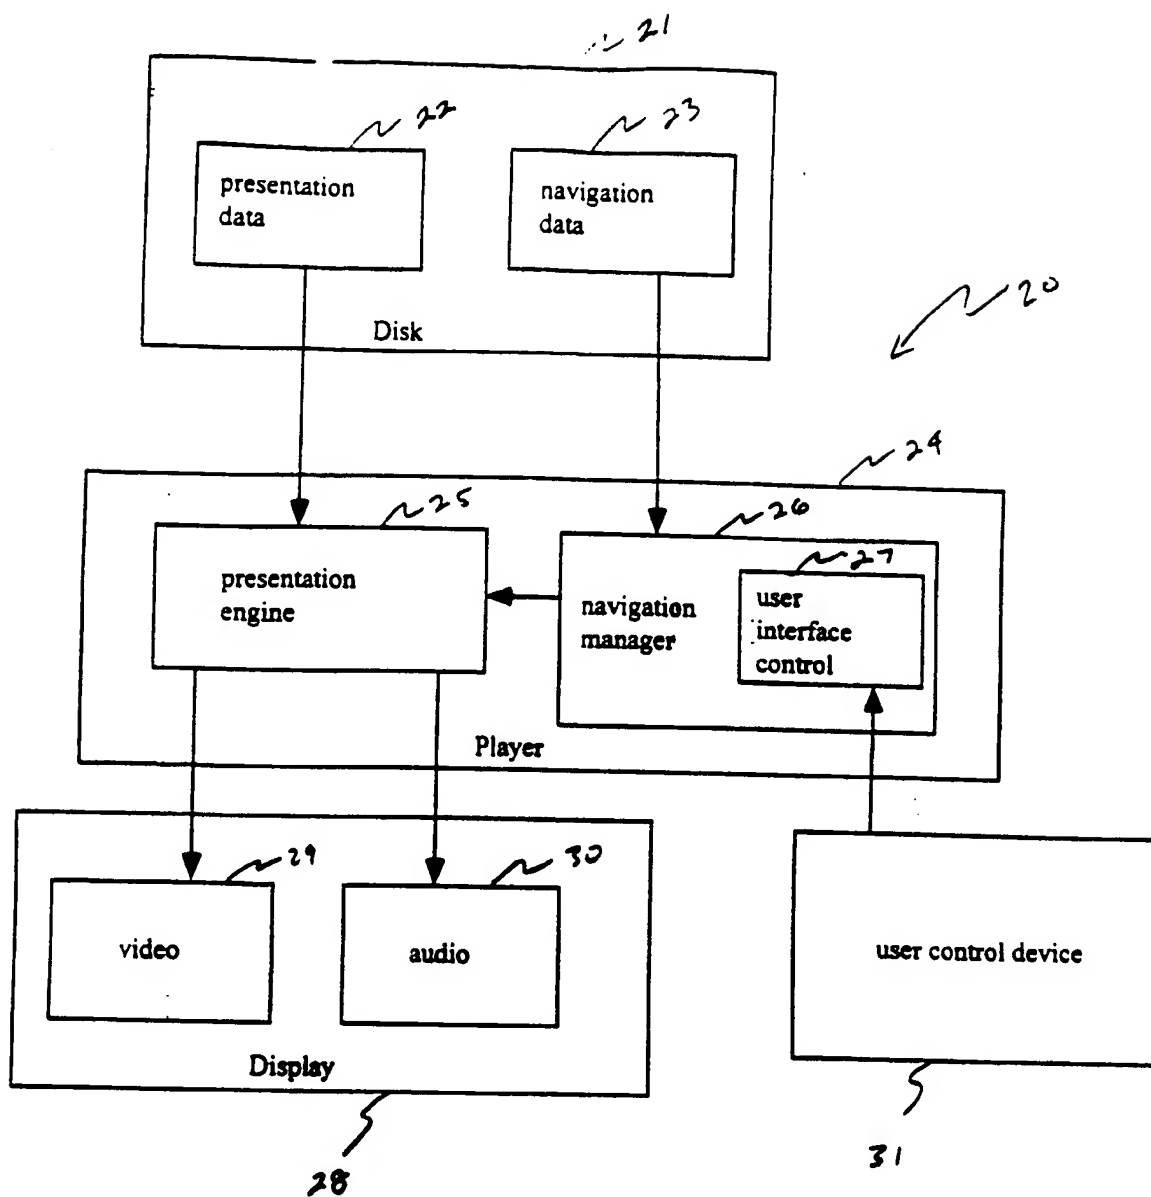 21
22
23
presentation
data
navigation
data
20
Disk
24
25
26
27
presentation
engine
navigation
manager
user
interface
control
Player
29
30
video
audio
user control device
Display
28
31